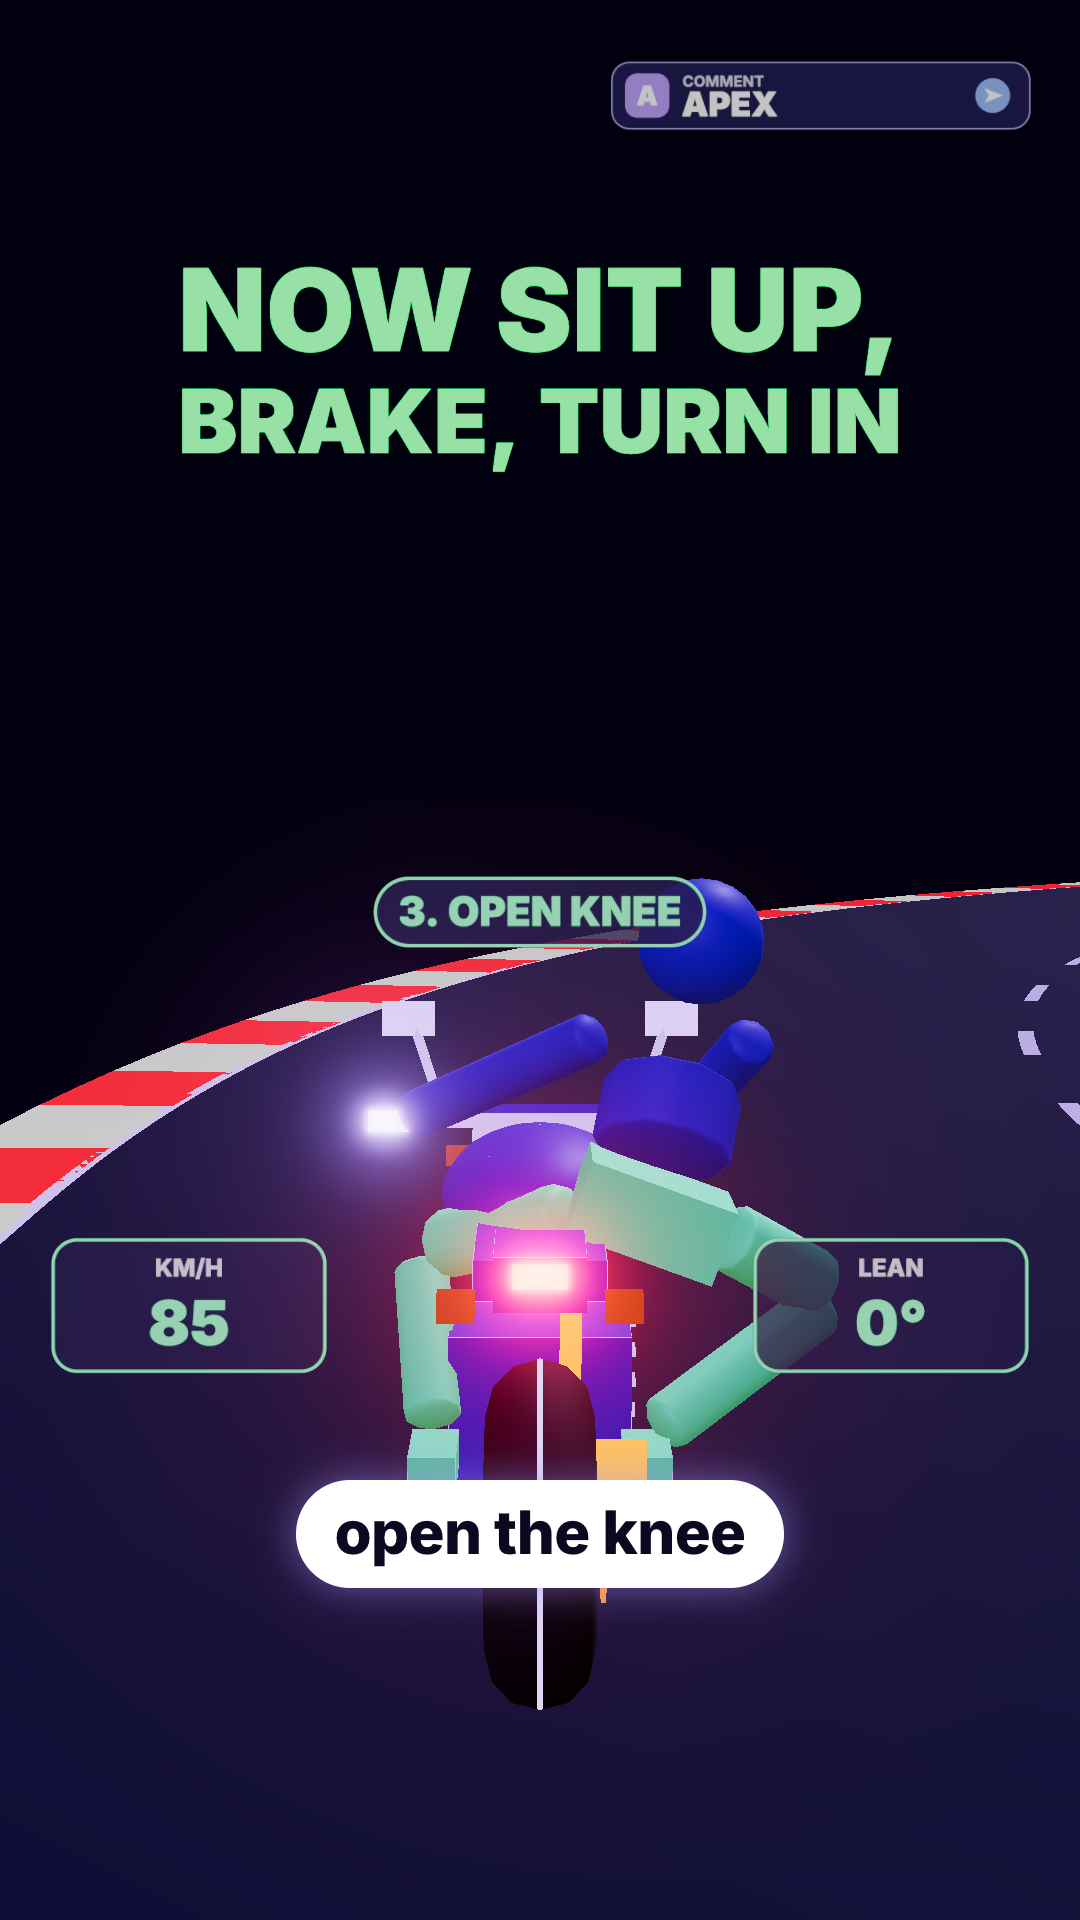 A
COMMENT
APEX
NOW SIT UP,
BRAKE, TURN IN
3. OPEN KNEE
KM/H
85
LEAN
0°
open the knee